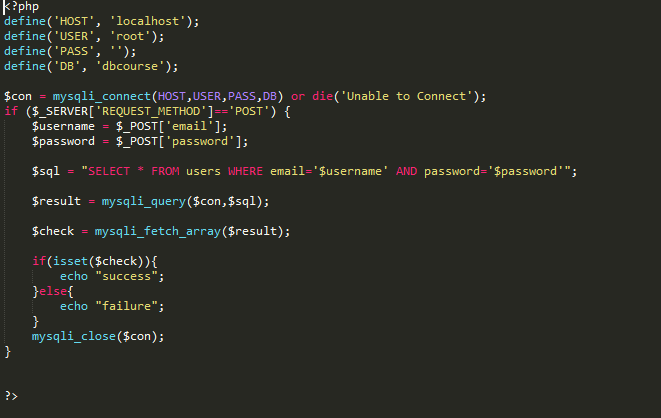 <?php
define('HOST', 'localhost');
define('USER', 'root');
define('PASS', '');
define('DB', 'dbcourse');
$con = mysqli_connect(HOST,USER,PASS,DB) or die('Unable to Connect');
if ($_SERVER['REQUEST_METHOD']=='POST') {
$username = $_POST['email'];
$password = $_POST['password'];
$sql = "SELECT * FROM users WHERE email='$username' AND password='$password'";
$result = mysqli_query($con,$sql);
$check = mysqli_fetch_array($result);
if(isset($check)){
echo "success";
}else{
echo "failure";
}
mysqli_close($con);
}
?>